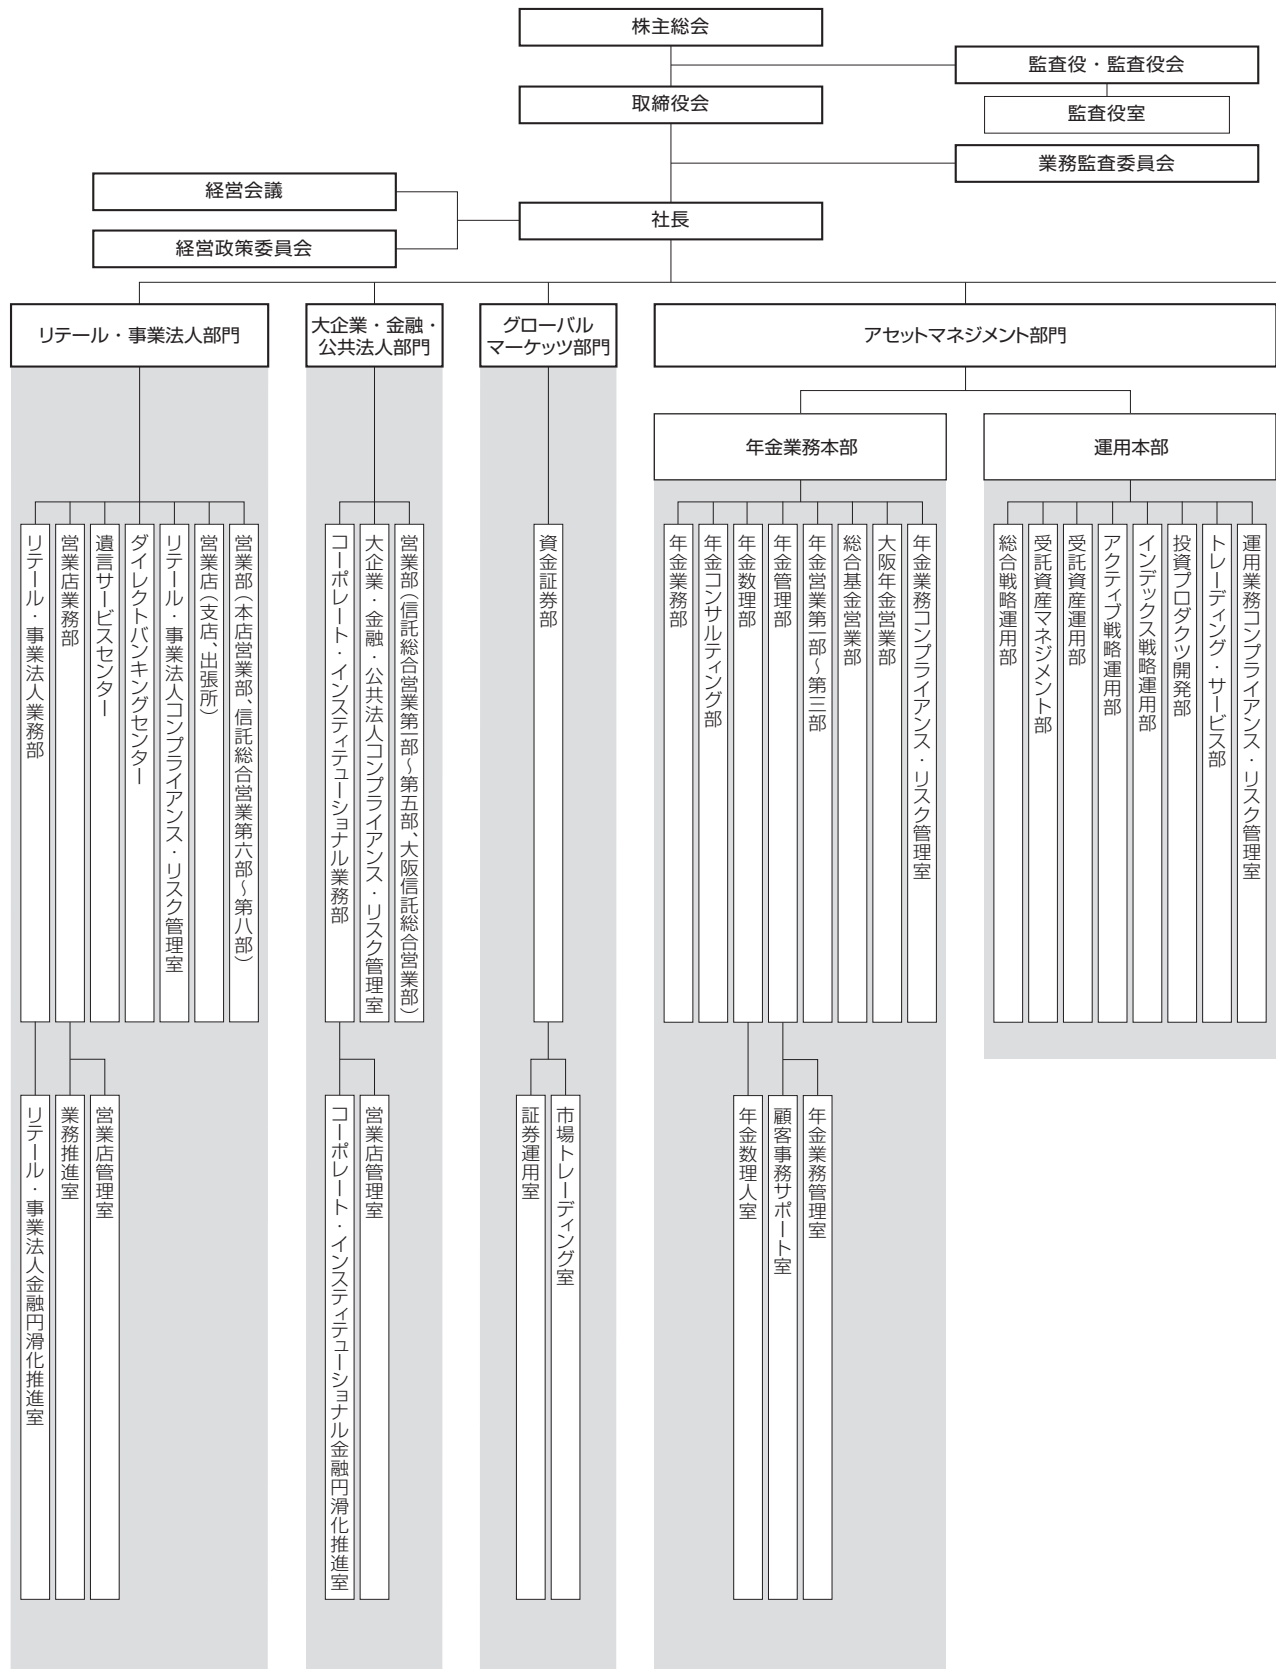 株主総会
監査役・監査役会
取締役会
監査役室
業務監査委員会
経営会議
社長
経営政策委員会
リテール・事業法人部門
大企業・金融・
公共法人部門
グローバル
マーケッツ部門
アセットマネジメント部門
年金業務本部
運用本部
リテール・事業法人業務部
営業店業務部
遺言サービスセンター
ダイレクトバンキングセンター
リテール・事業法人コンプライアンス・リスク管理室
営業店（支店、出張所）
営業部（本店営業部、信託総合営業第六部～第八部）
コーポレート・インスティテューショナル業務部
大企業・金融・公共法人コンプライアンス・リスク管理室
営業部（信託総合営業第一部～第五部、大阪信託総合営業部）
資金証券部
年金業務部
年金コンサルティング部
年金数理部
年金管理部
年金営業第一部～第三部
総合基金営業部
大阪年金営業部
年金業務コンプライアンス・リスク管理室
総合戦略運用部
受託資産マネジメント部
受託資産運用部
アクティブ戦略運用部
インデックス戦略運用部
投資プロダクツ開発部
トレーディング・サービス部
運用業務コンプライアンス・リスク管理室
リテール・事業法人金融円滑化推進室
業務推進室
営業店管理室
コーポレート・インスティテューショナル金融円滑化推進室
営業店管理室
証券運用室
市場トレーディング室
年金数理人室
顧客事務サポート室
年金業務管理室